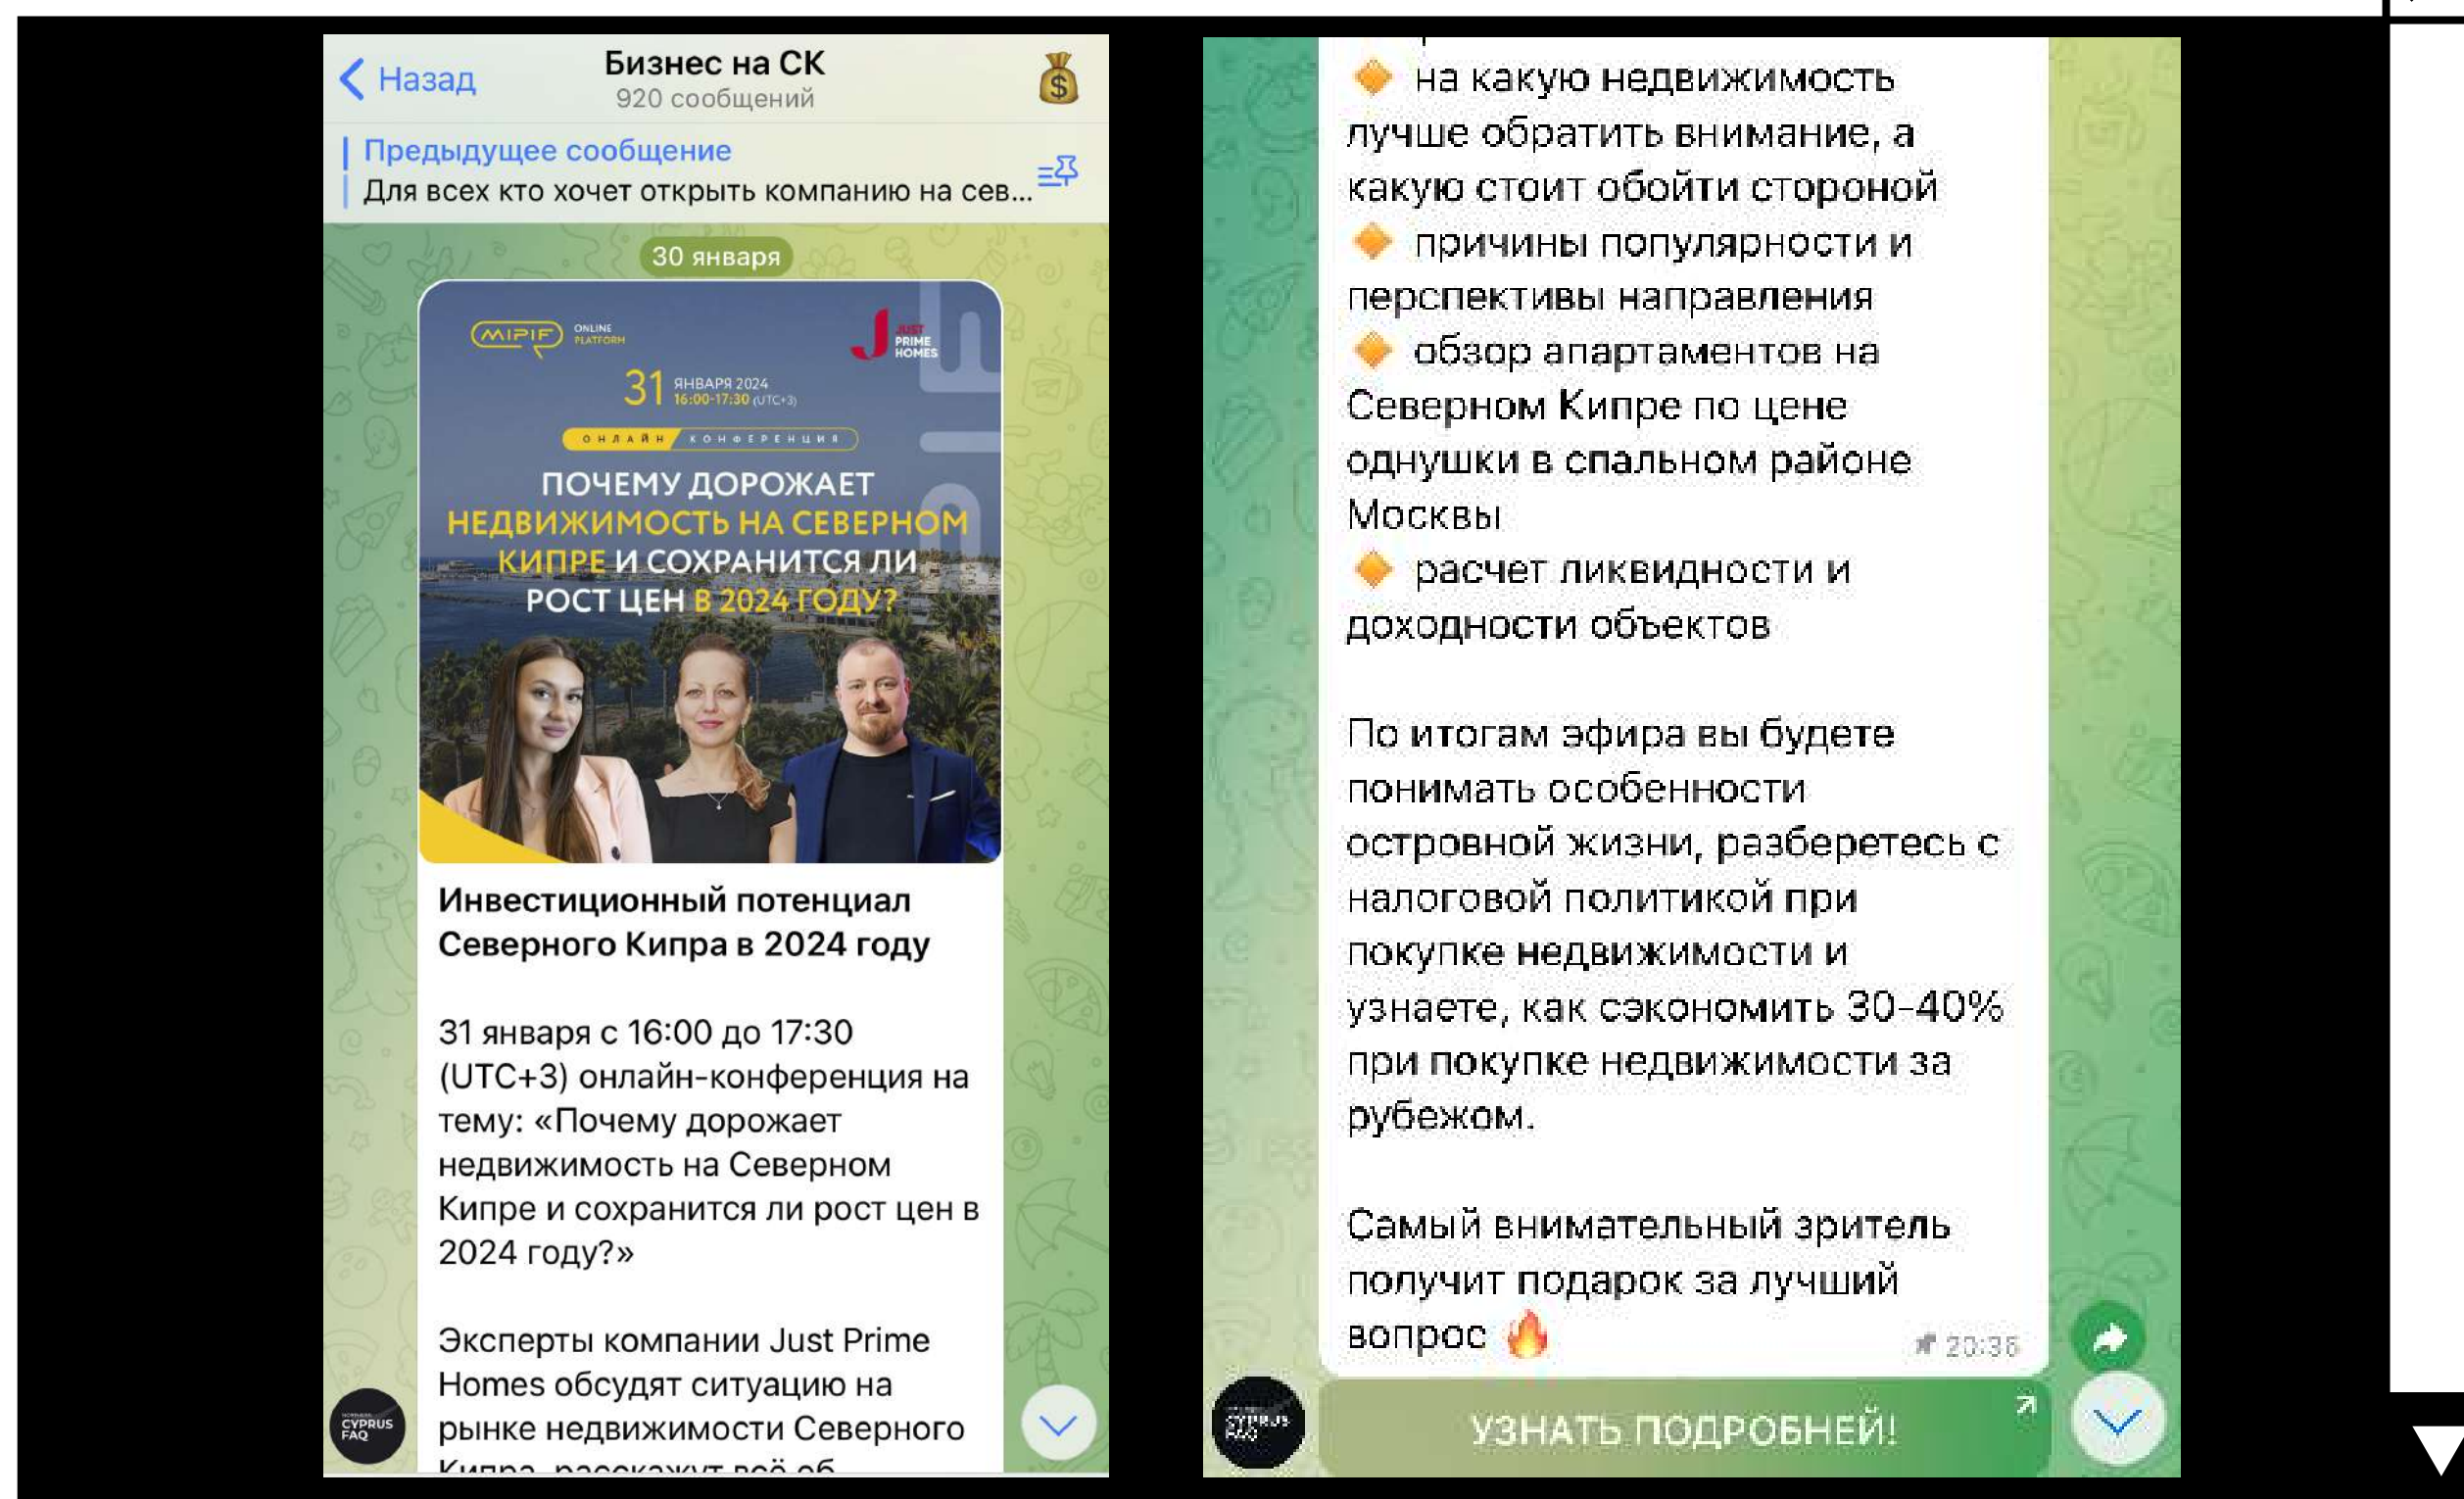 Назад
Бизнес на СК
920 сообщений
Предыдущее сообщение
Для всех кто хочет открыть компанию на сев...
30 января
MIPIF ONLINE
PLATFORM
JUST
PRIME
HOMES
31 ЯНВАРЯ 2024
16:00-17:30 (UTC+3)
ОНЛАЙН / КОНФЕРЕНЦИЯ
ПОЧЕМУ ДОРОЖАЕТ
НЕДВИЖИМОСТЬ НА СЕВЕРНОМ
КИПРЕ И СОХРАНИТСЯ ЛИ
РОСТ ЦЕН В 2024 ГОДУ?
Инвестиционный потенциал
Северного Кипра в 2024 году
31 января с 16:00 до 17:30
(UTC+3) онлайн-конференция на
тему: «Почему дорожает
недвижимость на Северном
Кипре и сохранится ли рост цен в
2024 году?»
Эксперты компании Just Prime
Homes обсудят ситуацию на
рынке недвижимости Северного
Кипра, расскажут всё об
CYPRUS
FAQ
🔸 на какую недвижимость
лучше обратить внимание, а
какую стоит обойти стороной
🔸 причины популярности и
перспективы направления
🔸 обзор апартаментов на
Северном Кипре по цене
однушки в спальном районе
Москвы
🔸 расчет ликвидности и
доходности объектов
По итогам эфира вы будете
понимать особенности
островной жизни, разберетесь с
налоговой политикой при
покупке недвижимости и
узнаете, как сэкономить 30-40%
при покупке недвижимости за
рубежом.
Самый внимательный зритель
получит подарок за лучший
вопрос 🔥
20:36
CYPRUS
FAQ
УЗНАТЬ ПОДРОБНЕЙ!